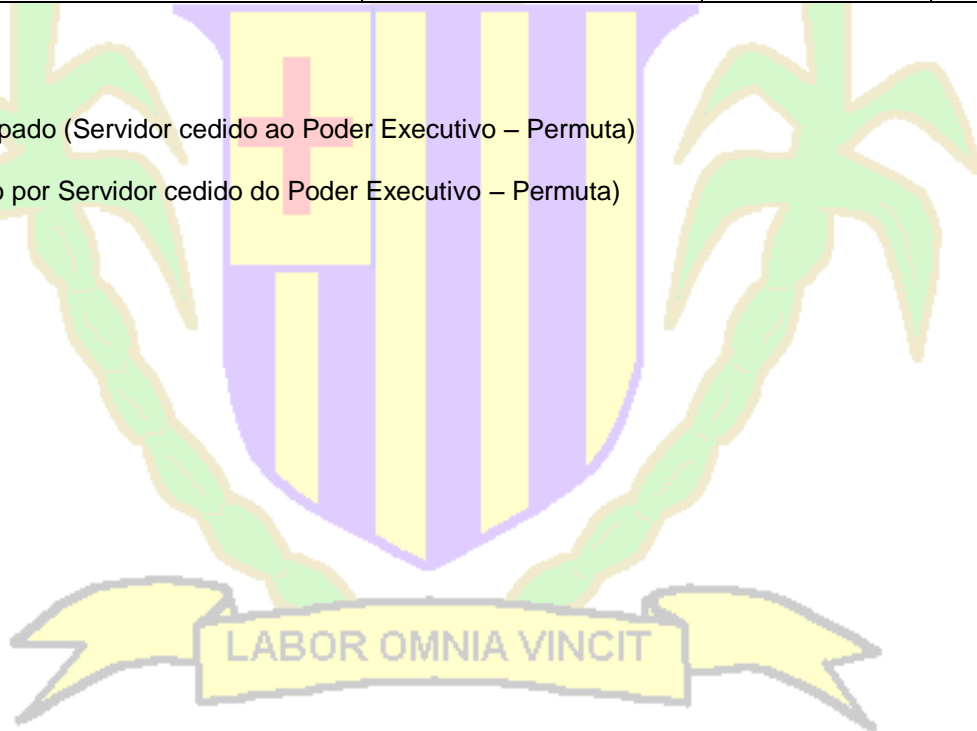 pado (Servidor cedido ao Poder Executivo – Permuta)
o por Servidor cedido do Poder Executivo – Permuta)
LABOR OMNIA VINCIT